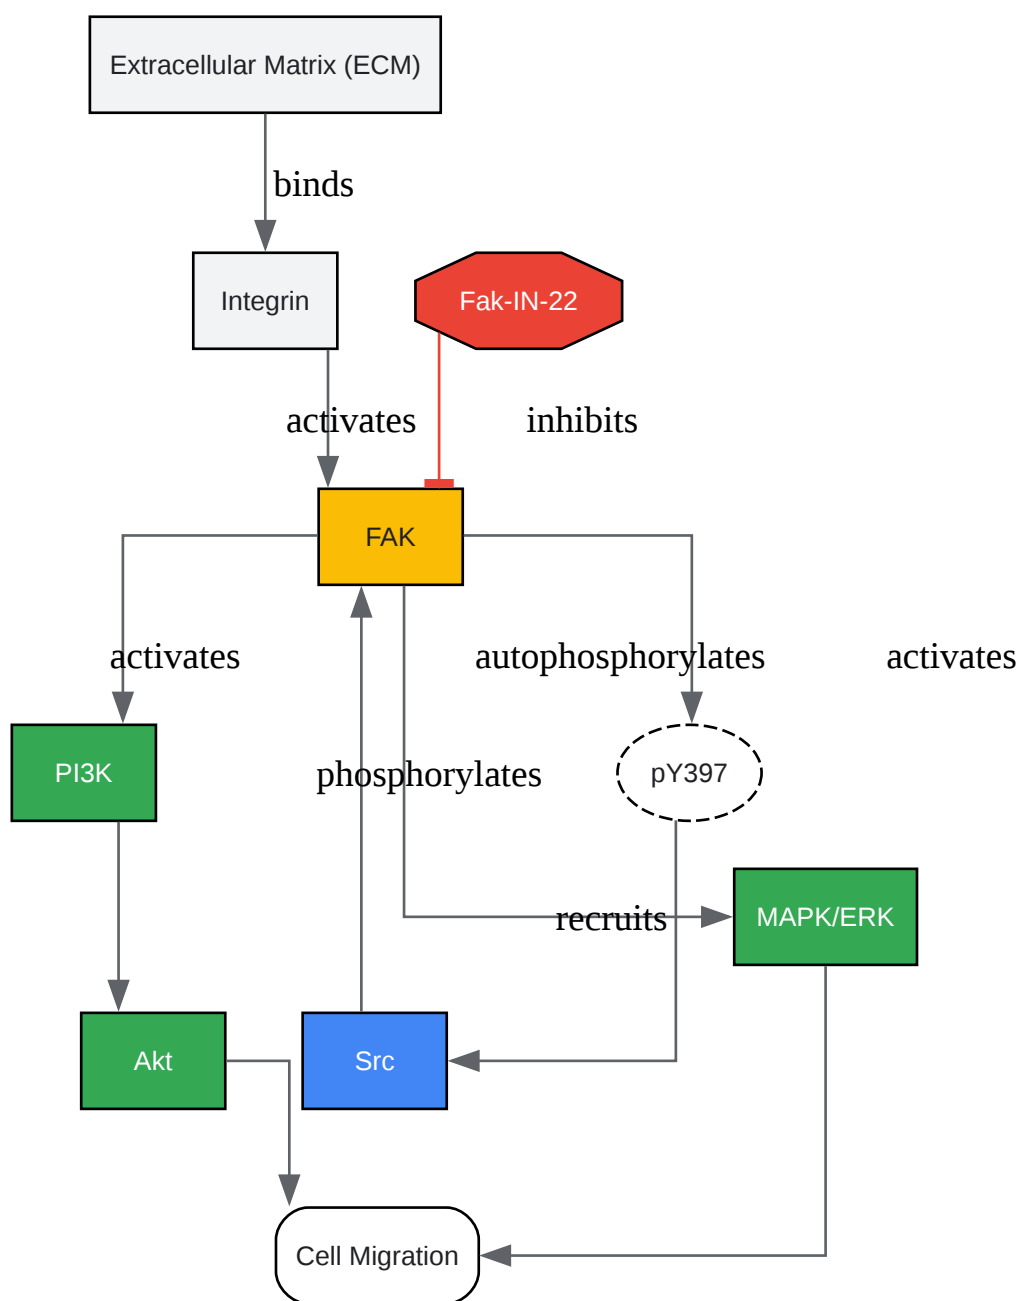 Extracellular Matrix (ECM)
binds
Integrin
Fak-IN-22
activates
inhibits
FAK
activates
autophosphorylates
activates
PI3K
phosphorylates
pY397
recruits
MAPK/ERK
Akt
Src
Cell Migration